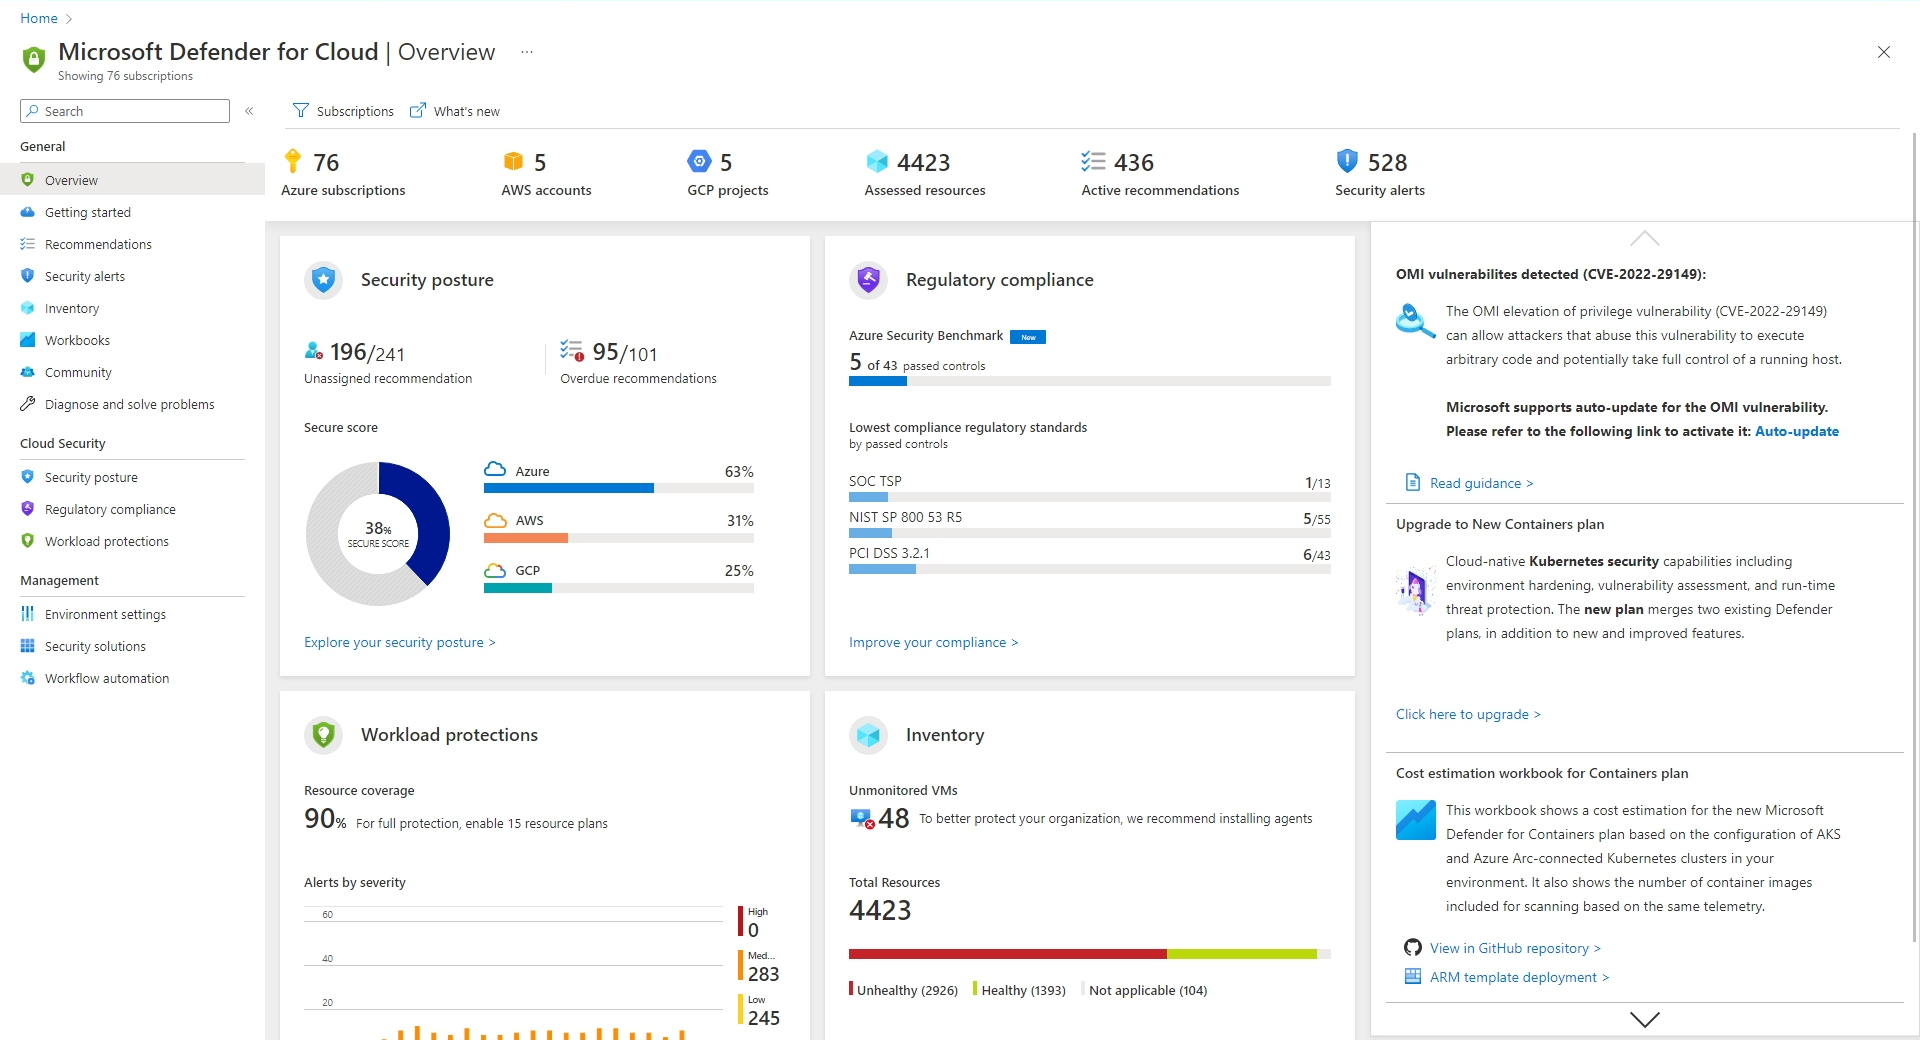 Home >
Microsoft Defender for Cloud | Overview ...
Showing 76 subscriptions
Search «
General
Overview
Getting started
Recommendations
Security alerts
Inventory
Workbooks
Community
Diagnose and solve problems
Cloud Security
Security posture
Regulatory compliance
Workload protections
Management
Environment settings
Security solutions
Workflow automation
Subscriptions What's new
76
Azure subscriptions
5
AWS accounts
5
GCP projects
4423
Assessed resources
436
Active recommendations
528
Security alerts
Security posture
196/241
Unassigned recommendation
95/101
Overdue recommendations
Secure score
38%
SECURE SCORE
Azure 63%
AWS 31%
GCP 25%
Explore your security posture >
Regulatory compliance
Azure Security Benchmark New
5 of 43 passed controls
Lowest compliance regulatory standards
by passed controls
SOC TSP 1/13
NIST SP 800 53 R5 5/55
PCI DSS 3.2.1 6/43
Improve your compliance >
Workload protections
Resource coverage
90% For full protection, enable 15 resource plans
Alerts by severity
60
40
20
High
0
Med...
283
Low
245
Inventory
Unmonitored VMs
48 To better protect your organization, we recommend installing agents
Total Resources
4423
Unhealthy (2926) Healthy (1393) Not applicable (104)
OMI vulnerabilites detected (CVE-2022-29149):
The OMI elevation of privilege vulnerability (CVE-2022-29149)
can allow attackers that abuse this vulnerability to execute
arbitrary code and potentially take full control of a running host.
Microsoft supports auto-update for the OMI vulnerability.
Please refer to the following link to activate it: Auto-update
Read guidance >
Upgrade to New Containers plan
Cloud-native Kubernetes security capabilities including
environment hardening, vulnerability assessment, and run-time
threat protection. The new plan merges two existing Defender
plans, in addition to new and improved features.
Click here to upgrade >
Cost estimation workbook for Containers plan
This workbook shows a cost estimation for the new Microsoft
Defender for Containers plan based on the configuration of AKS
and Azure Arc-connected Kubernetes clusters in your
environment. It also shows the number of container images
included for scanning based on the same telemetry.
View in GitHub repository >
ARM template deployment >